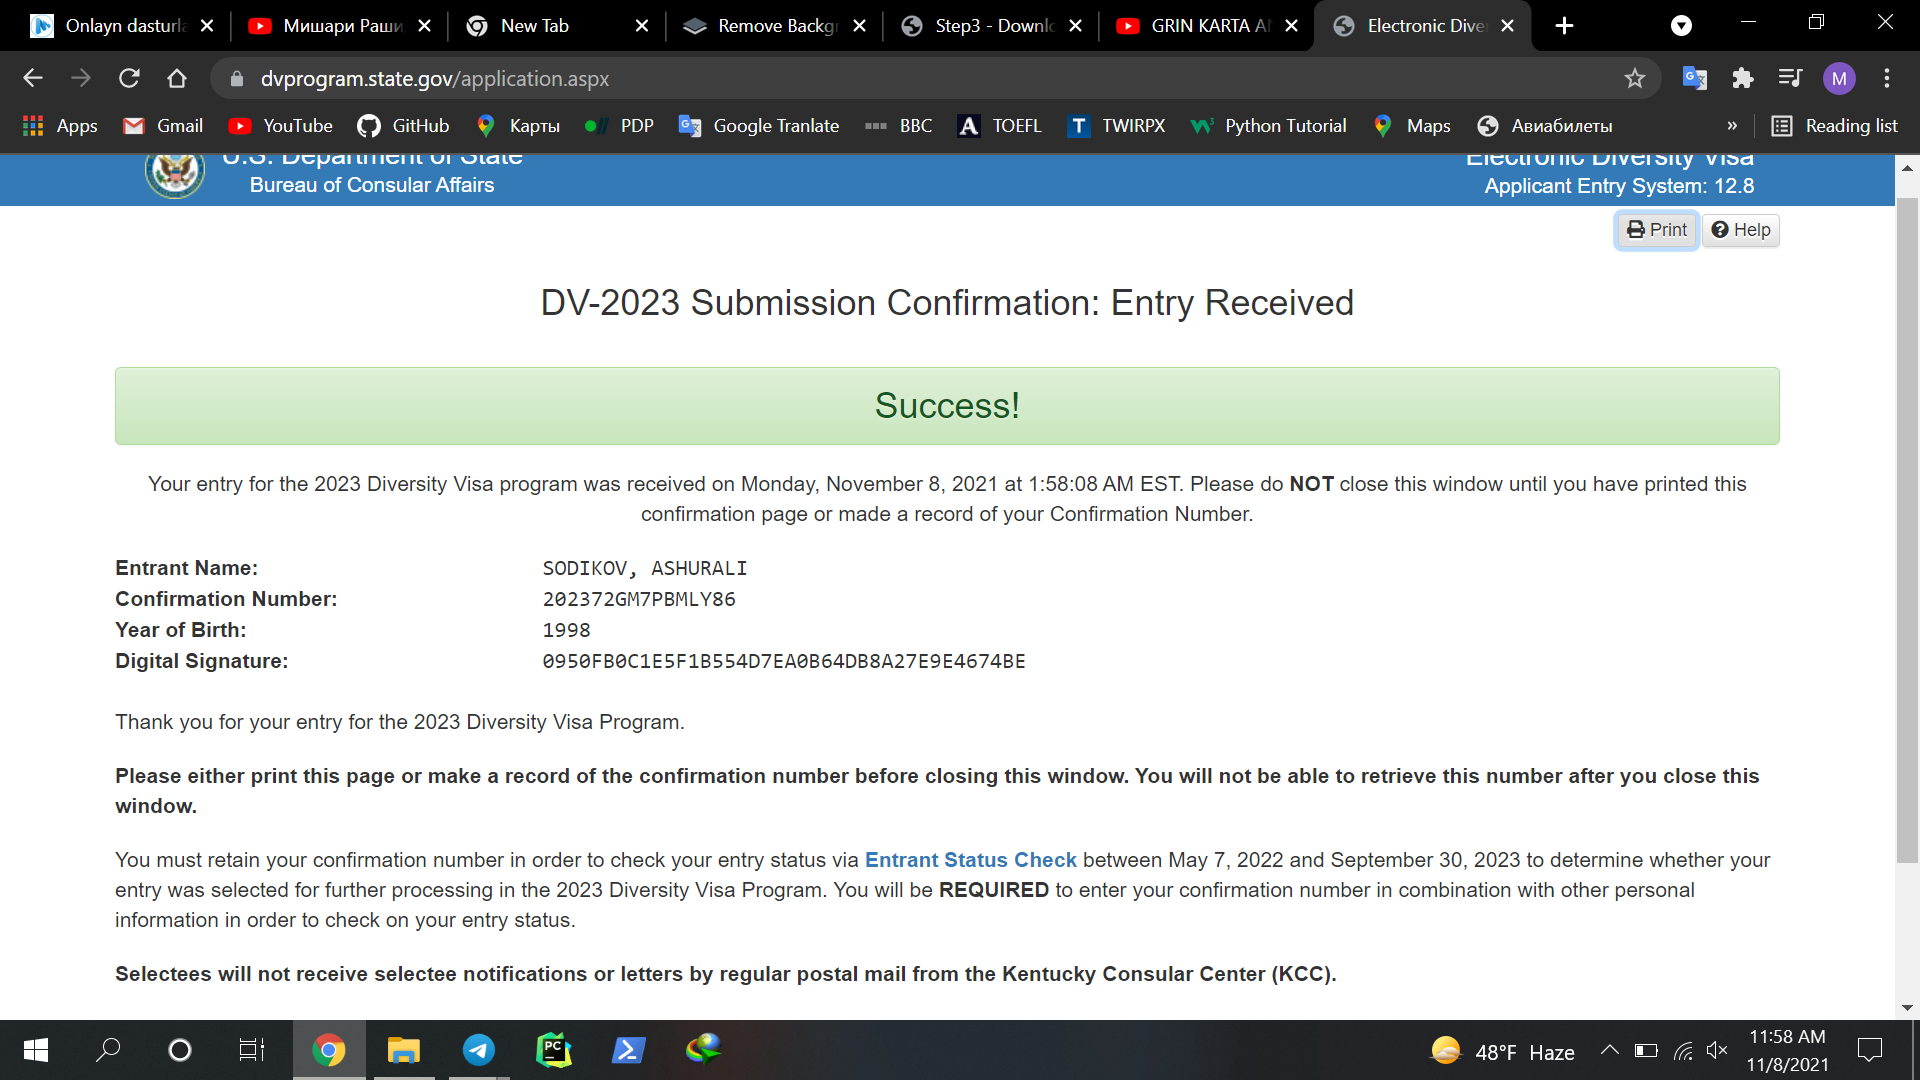 Onlayn dasturla
Мишари Раши
New Tab
Remove Backgr
Step3 - Downlo
GRIN KARTA A
Electronic Dive
dvprogram.state.gov/application.aspx
M
Apps
Gmail
YouTube
GitHub
Карты
PDP
Google Tranlate
BBC
TOEFL
TWIRPX
Python Tutorial
Maps
Авиабилеты
»
Reading list
U.S. Department of State
Bureau of Consular Affairs
Electronic Diversity Visa
Applicant Entry System: 12.8
Print
Help
DV-2023 Submission Confirmation: Entry Received
Success!
Your entry for the 2023 Diversity Visa program was received on Monday, November 8, 2021 at 1:58:08 AM EST. Please do NOT close this window until you have printed this
confirmation page or made a record of your Confirmation Number.
Entrant Name: SODIKOV, ASHURALI
Confirmation Number: 202372GM7PBMLY86
Year of Birth: 1998
Digital Signature: 0950FB0C1E5F1B554D7EA0B64DB8A27E9E4674BE
Thank you for your entry for the 2023 Diversity Visa Program.
Please either print this page or make a record of the confirmation number before closing this window. You will not be able to retrieve this number after you close this
window.
You must retain your confirmation number in order to check your entry status via Entrant Status Check between May 7, 2022 and September 30, 2023 to determine whether your
entry was selected for further processing in the 2023 Diversity Visa Program. You will be REQUIRED to enter your confirmation number in combination with other personal
information in order to check on your entry status.
Selectees will not receive selectee notifications or letters by regular postal mail from the Kentucky Consular Center (KCC).
48°F Haze
11:58 AM
11/8/2021